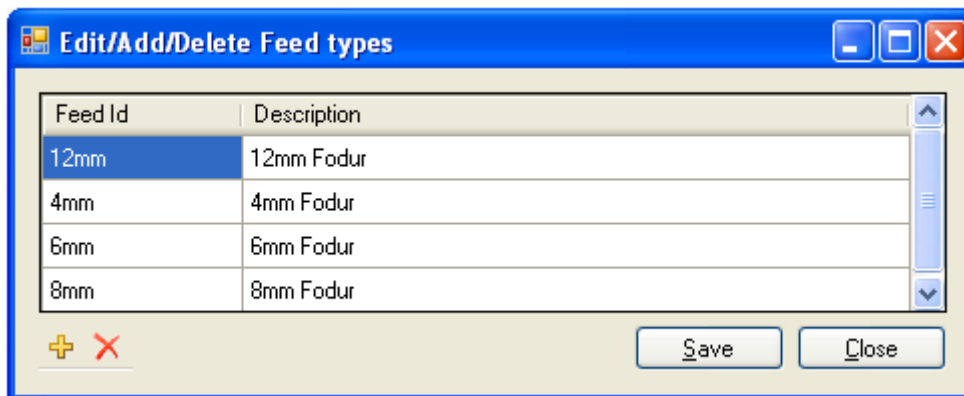 Edit/Add/Delete Feed types
Feed Id Description
12mm 12mm Fodur
4mm 4mm Fodur
6mm 6mm Fodur
8mm 8mm Fodur
Save Close